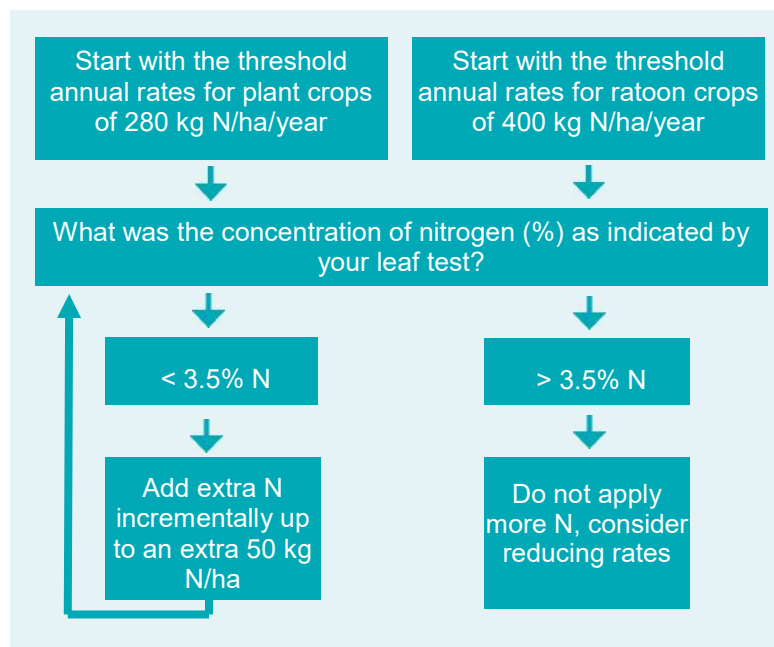 Start with the threshold
annual rates for plant crops
of 280 kg N/ha/year
Start with the threshold
annual rates for ratoon crops
of 400 kg N/ha/year
What was the concentration of nitrogen (%) as indicated by
your leaf test?
< 3.5% N
> 3.5% N
Add extra N
incrementally up
to an extra 50 kg
N/ha
Do not apply
more N, consider
reducing rates